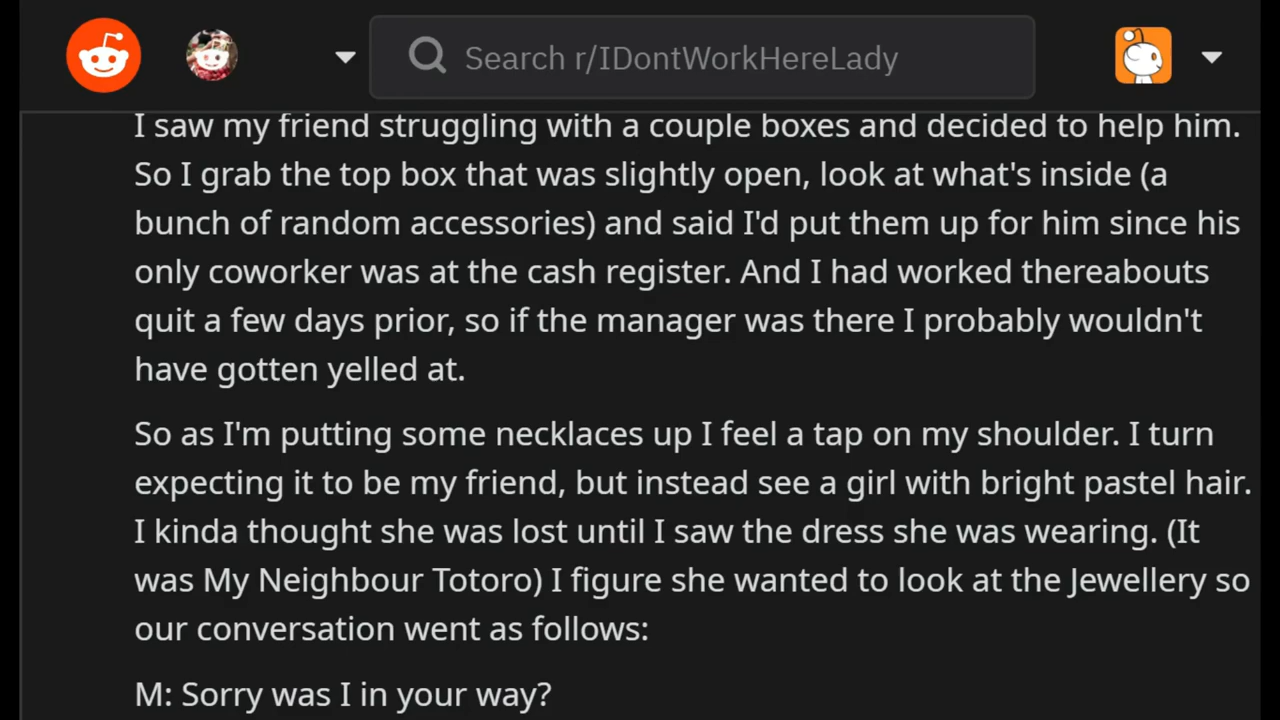 Search r/IDontWorkHereLady
I saw my friend struggling with a couple boxes and decided to help him.
So I grab the top box that was slightly open, look at what's inside (a
bunch of random accessories) and said I'd put them up for him since his
only coworker was at the cash register. And I had worked thereabouts
quit a few days prior, so if the manager was there I probably wouldn't
have gotten yelled at.
So as I'm putting some necklaces up I feel a tap on my shoulder. I turn
expecting it to be my friend, but instead see a girl with bright pastel hair.
I kinda thought she was lost until I saw the dress she was wearing. (It
was My Neighbour Totoro) I figure she wanted to look at the Jewellery so
our conversation went as follows:
M: Sorry was I in your way?